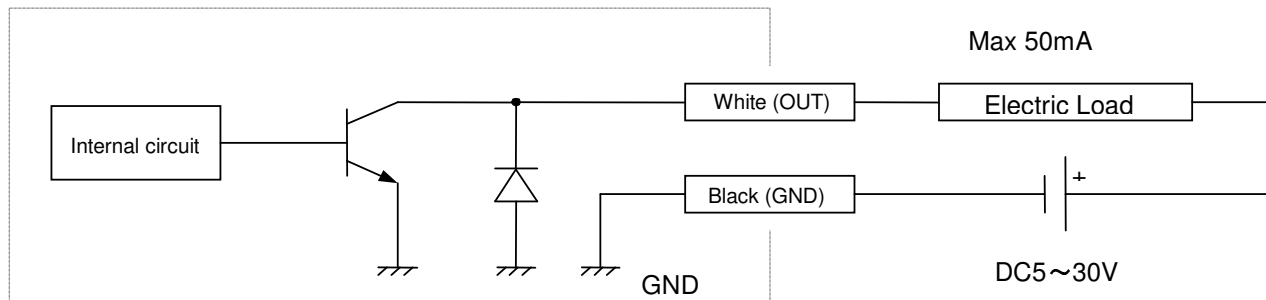 Max 50mA
White (OUT)
Electric Load
Internal circuit
Black (GND)
+
DC5～30V
GND